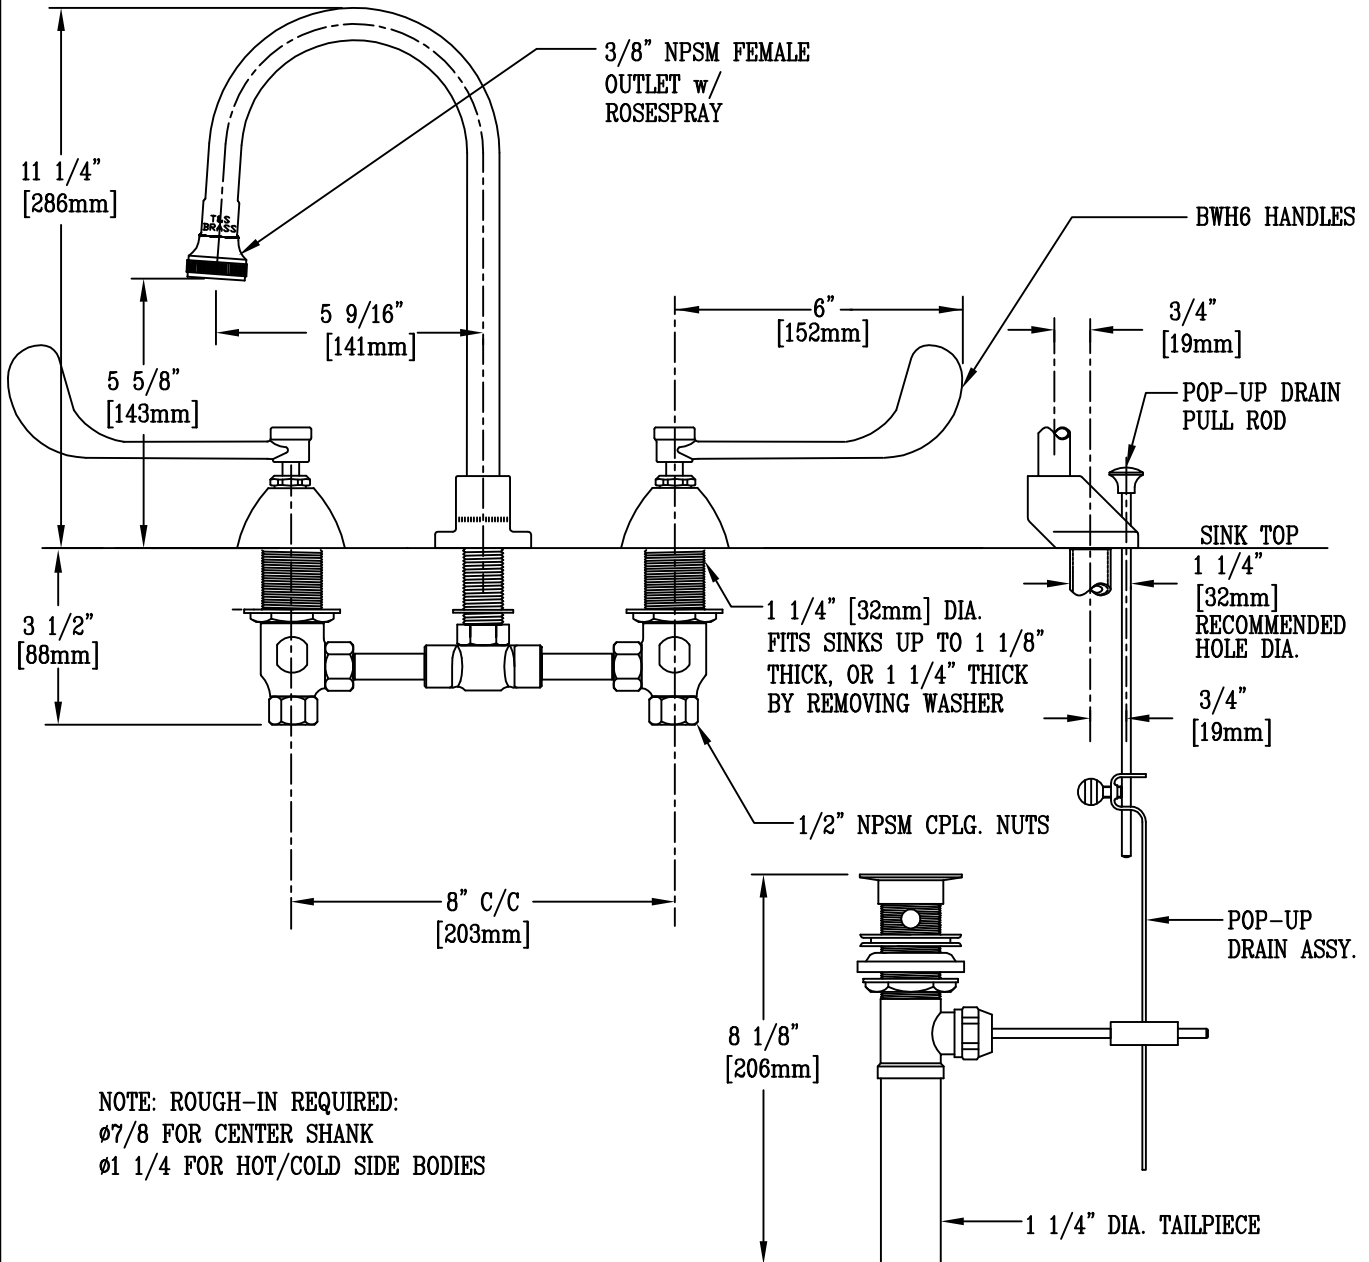 3/8" NPSM FEMALE
OUTLET w/
ROSESPRAY
11 1/4"
[286mm]
T&S
BRASS
BWH6 HANDLES
5 9/16"
[141mm]
6"
[152mm]
3/4"
[19mm]
5 5/8"
[143mm]
POP-UP DRAIN
PULL ROD
SINK TOP
1 1/4"
[32mm]
RECOMMENDED
HOLE DIA.
3 1/2"
[88mm]
1 1/4" [32mm] DIA.
FITS SINKS UP TO 1 1/8"
THICK, OR 1 1/4" THICK
BY REMOVING WASHER
3/4"
[19mm]
1/2" NPSM CPLG. NUTS
8" C/C
[203mm]
POP-UP
DRAIN ASSY.
8 1/8"
[206mm]
NOTE: ROUGH-IN REQUIRED:
ø7/8 FOR CENTER SHANK
ø1 1/4 FOR HOT/COLD SIDE BODIES
1 1/4" DIA. TAILPIECE